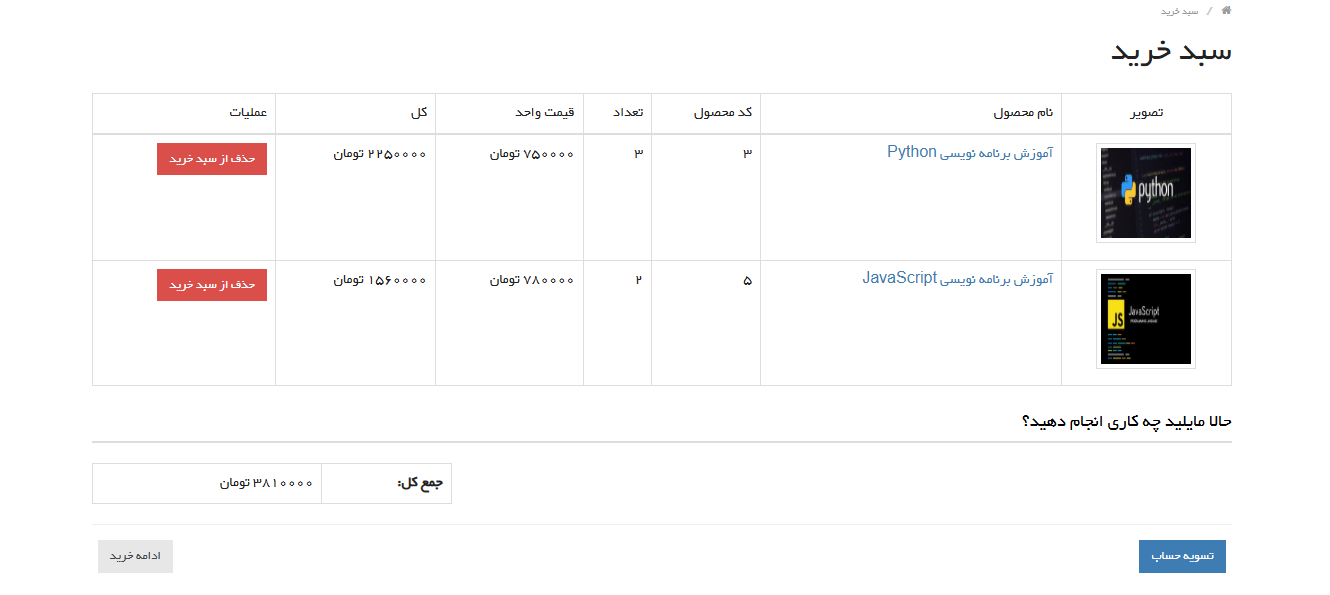 / سبد خرید
سبد خرید
تصویر نام محصول کد محصول تعداد قیمت واحد کل عملیات
python آموزش برنامه نویسی Python ۳ ۳ ۷۵۰۰۰۰ تومان ۲۲۵۰۰۰۰ تومان حذف از سبد خرید
JS JavaScript آموزش برنامه نویسی JavaScript ۵ ۲ ۷۸۰۰۰۰ تومان ۱۵۶۰۰۰۰ تومان حذف از سبد خرید
حالا مایلید چه کاری انجام دهید؟
جمع کل: ۳۸۱۰۰۰۰ تومان
تسویه حساب ادامه خرید